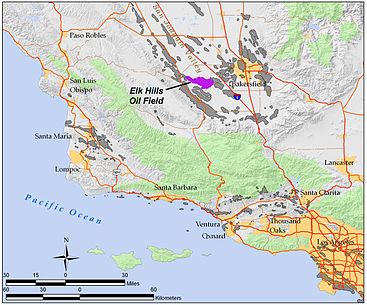 Paso Robles
San Joaquin Valley
San Luis
Obispo
Elk Hills
Oil Field
Bakersfield
5
Santa Maria
Lompoc
Lancaster
Santa Barbara
Santa Clarita
Pacific Ocean
Ventura
Oxnard
Thousand
Oaks
Los Angeles
N
30 15 0 30
Miles
60 30 0 60
Kilometers